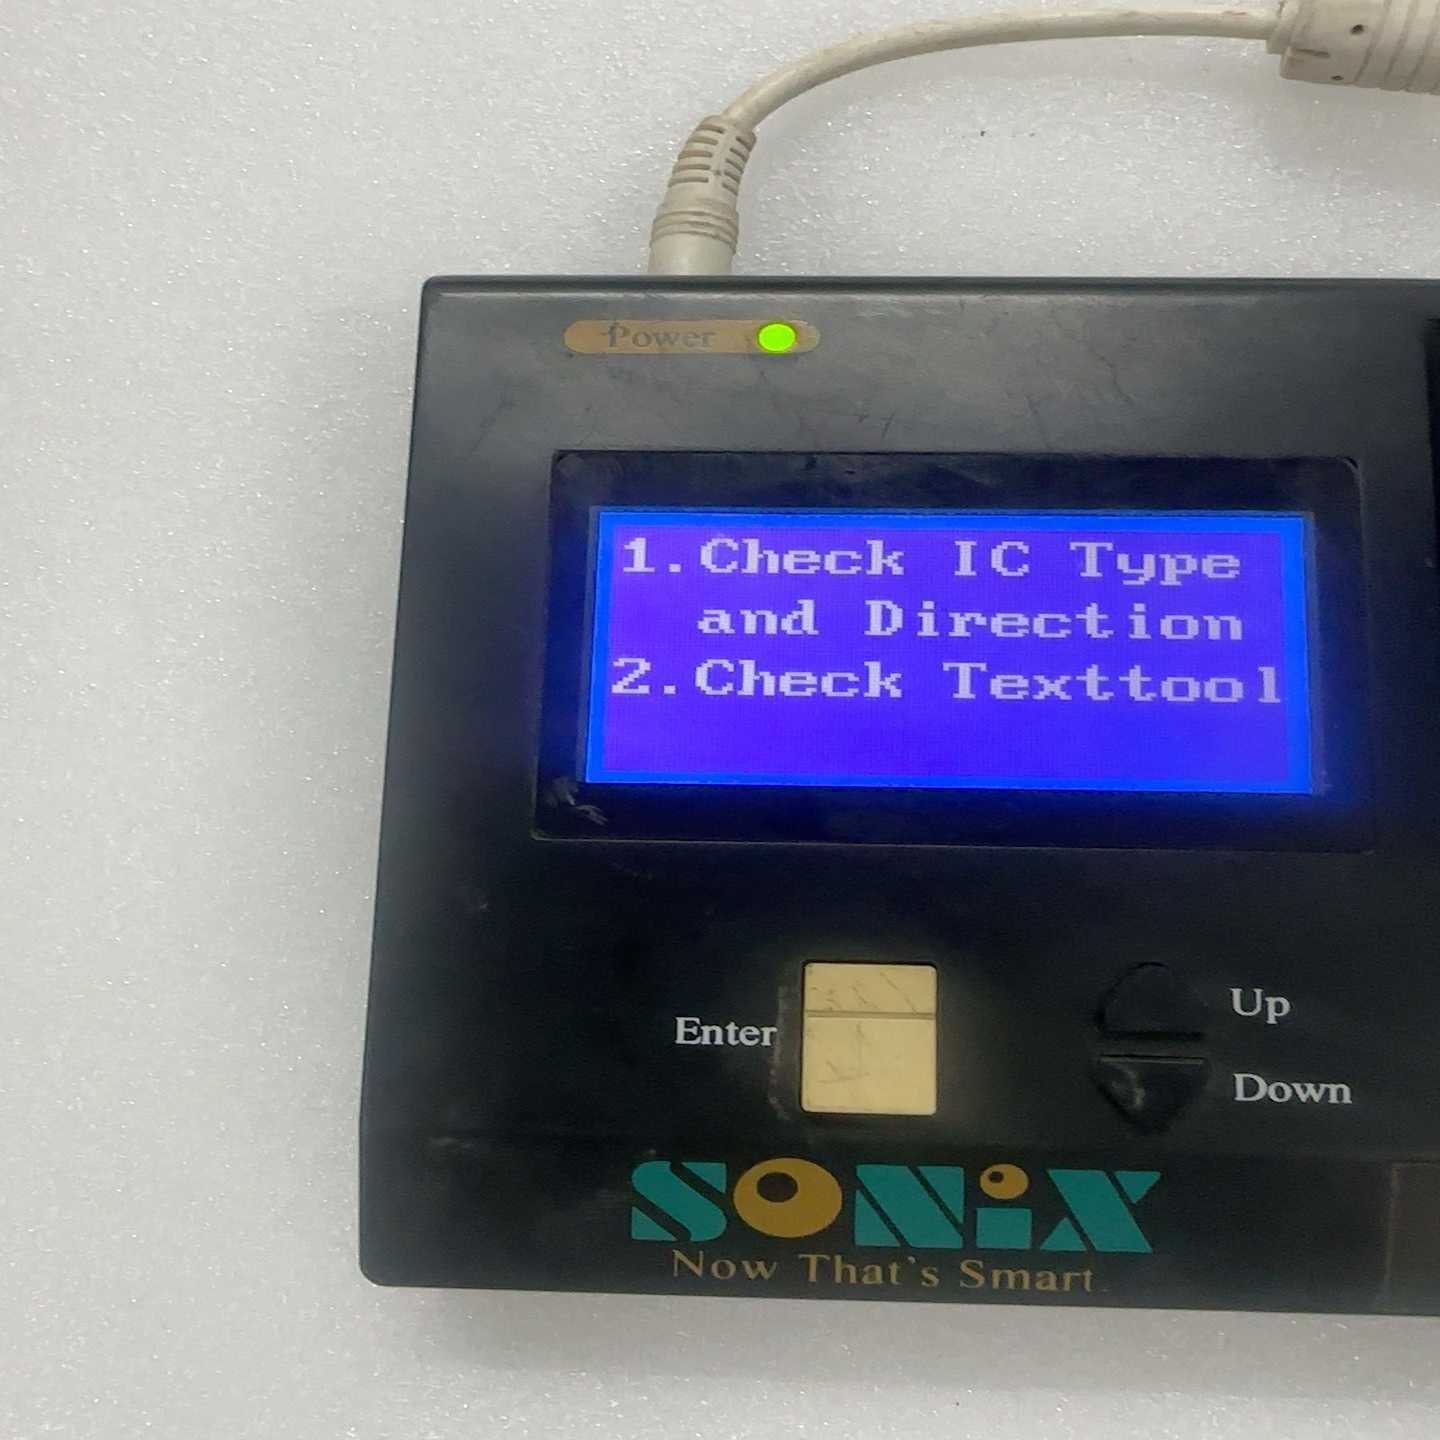 Power
1.Check IC Type
and Direction
2.Check Texttool
Enter
Up
Down
SONiX
Now That's Smart.